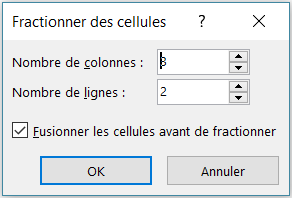 Fractionner des cellules ?
Nombre de colonnes : 3
Nombre de lignes : 2
Fusionner les cellules avant de fractionner
OK Annuler